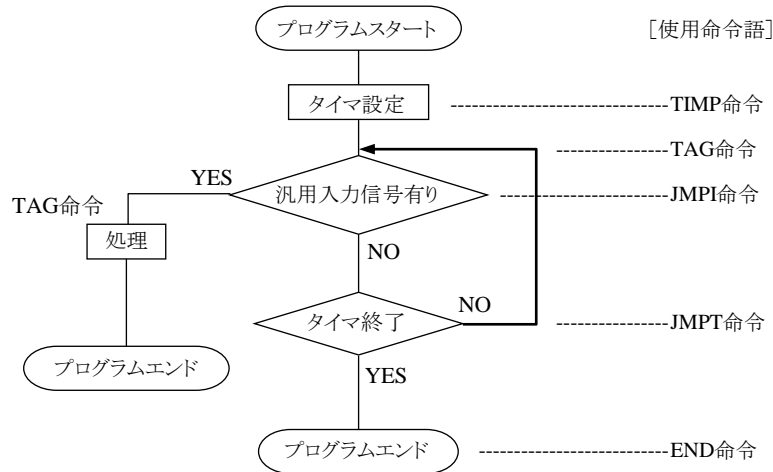 プログラムスタート
[使用命令語]
タイマ設定
TIMP命令
TAG命令
YES
汎用入力信号有り
JMPI命令
TAG命令
処理
NO
NO
タイマ終了
JMPT命令
プログラムエンド
YES
プログラムエンド
END命令